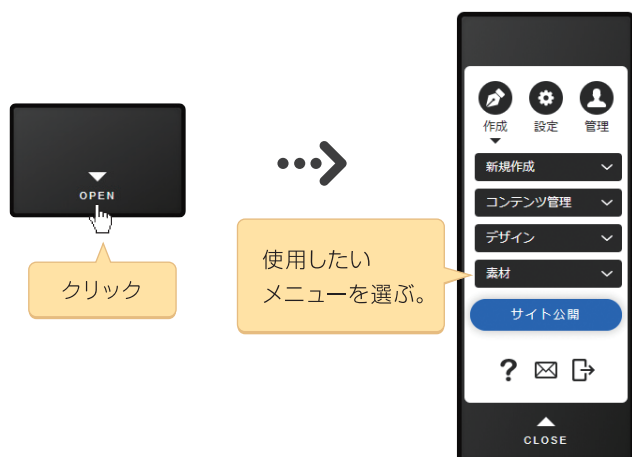 OPEN
クリック
使用したい
メニューを選ぶ。
作成 設定 管理
新規作成
コンテンツ管理
デザイン
素材
サイト公開
?
CLOSE